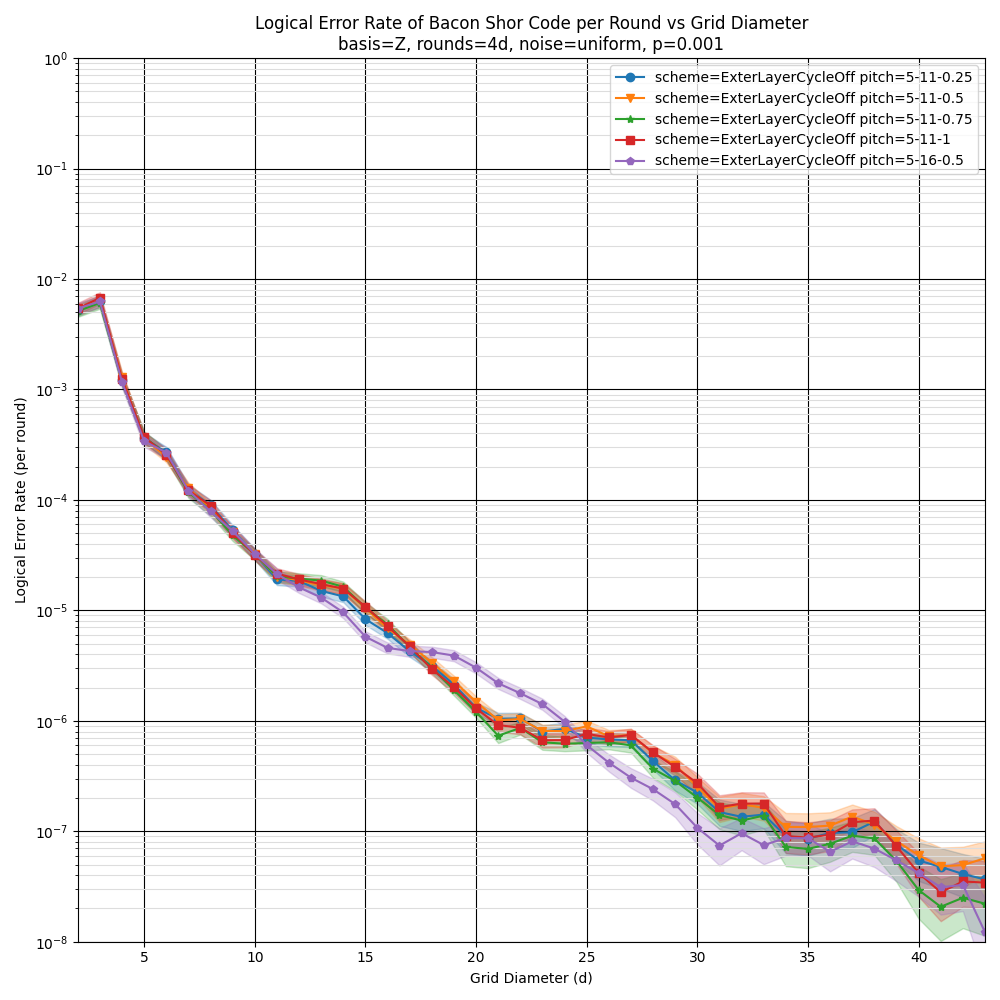 Logical Error Rate of Bacon Shor Code per Round vs Grid Diameter
basis=Z, rounds=4d, noise=uniform, p=0.001
scheme=ExterLayerCycleOff pitch=5-11-0.25
scheme=ExterLayerCycleOff pitch=5-11-0.5
scheme=ExterLayerCycleOff pitch=5-11-0.75
scheme=ExterLayerCycleOff pitch=5-11-1
scheme=ExterLayerCycleOff pitch=5-16-0.5
Logical Error Rate (per round)
10⁰
10⁻¹
10⁻²
10⁻³
10⁻⁴
10⁻⁵
10⁻⁶
10⁻⁷
10⁻⁸
5 10 15 20 25 30 35 40
Grid Diameter (d)